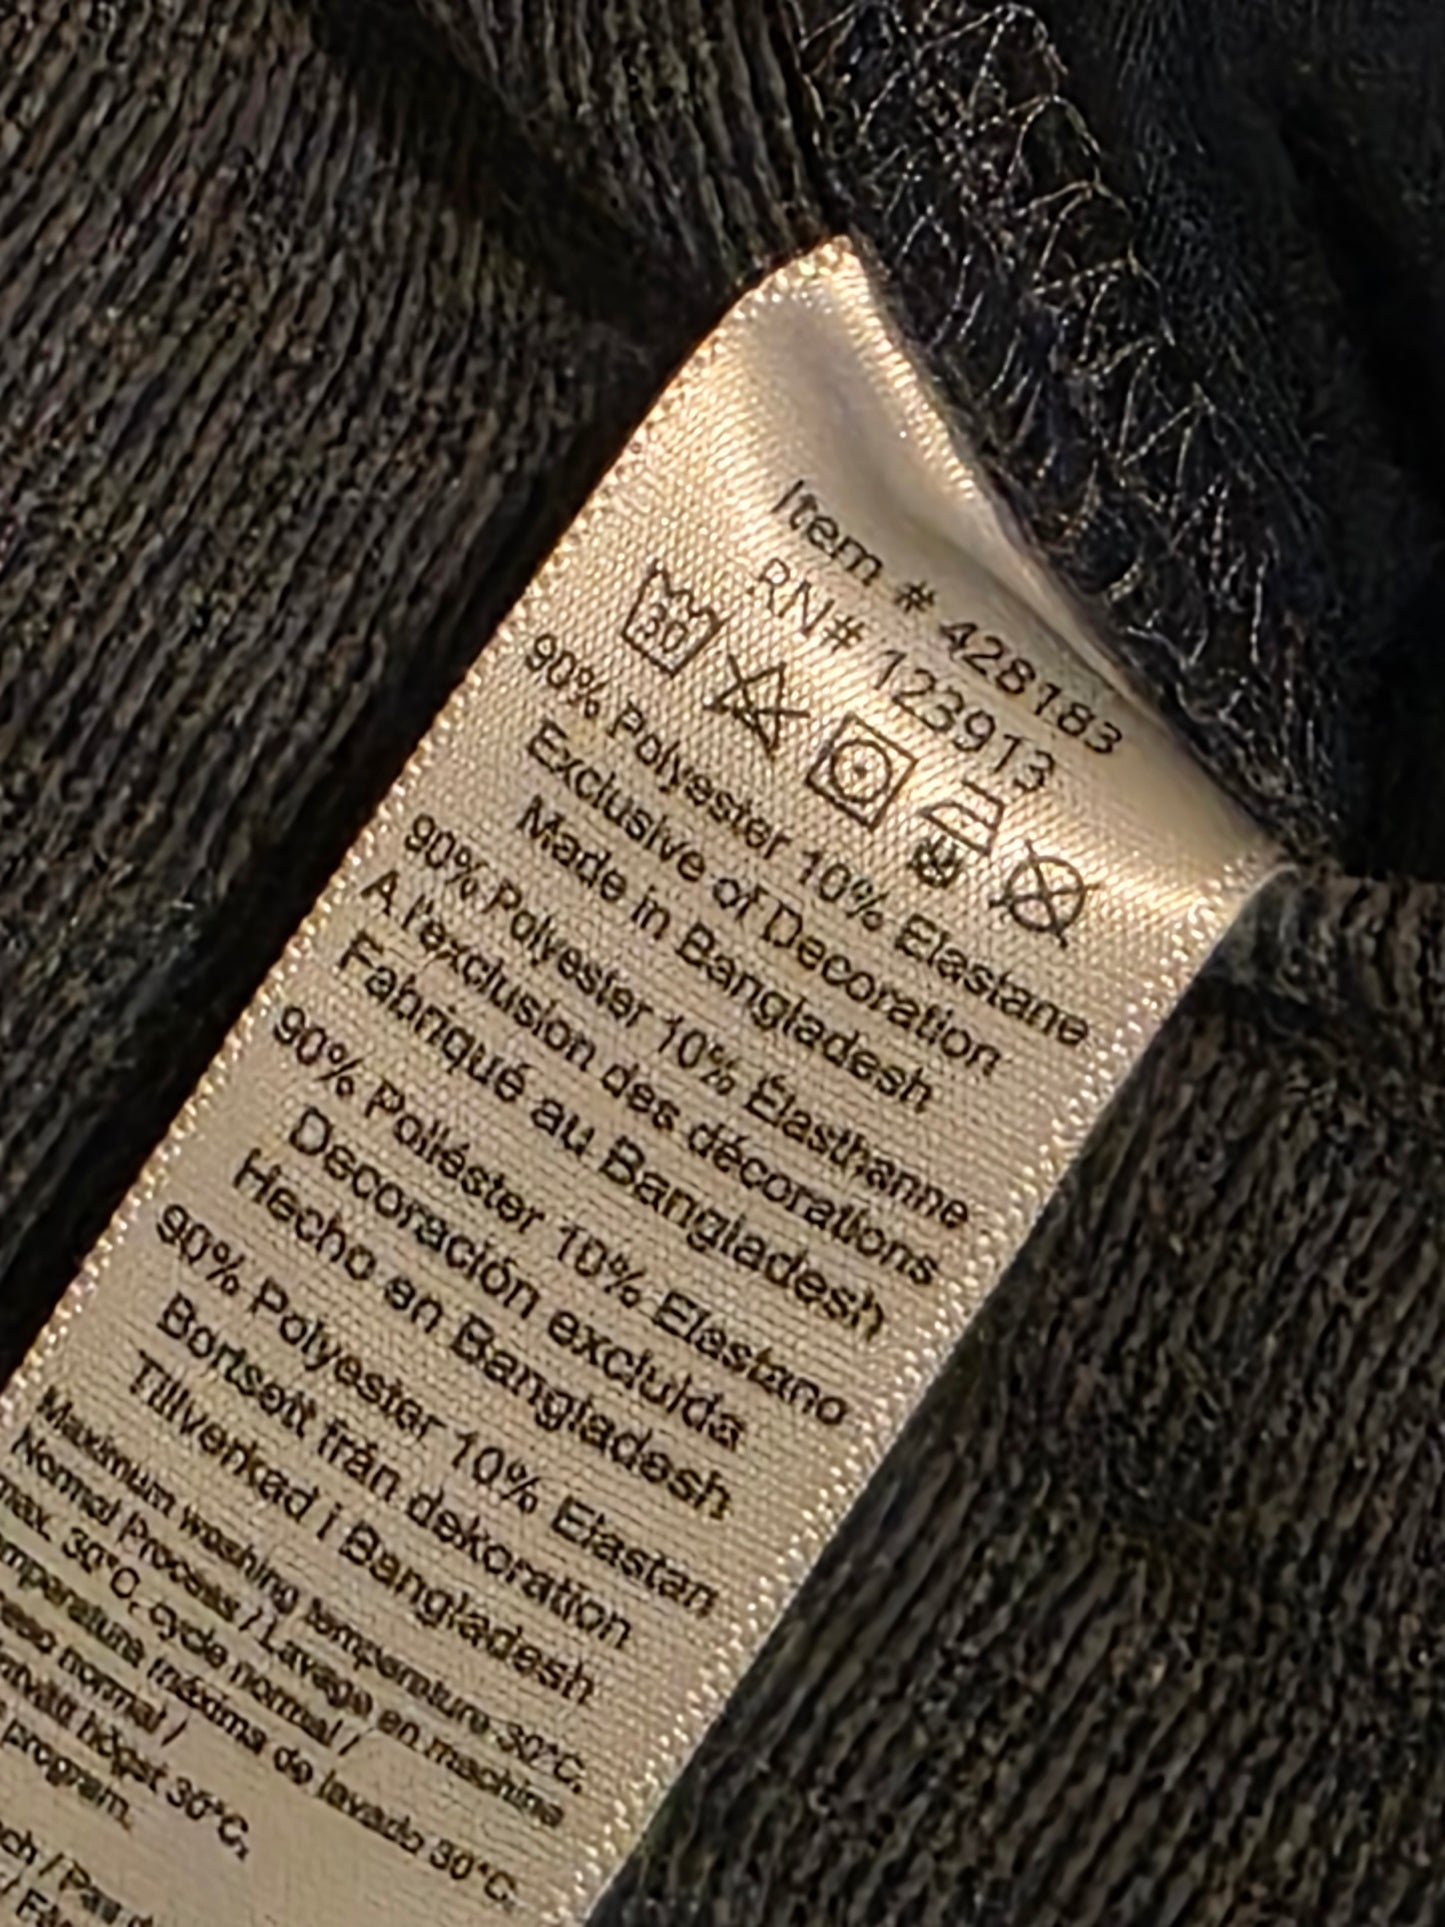 Item # 428183
RN# 123913
30
90% Polyester 10% Elastane
Exclusive of Decoration
Made in Bangladesh
90% Polyester 10% Élasthanne
A l'exclusion des décorations
Fabriqué au Bangladesh
90% Poliéster 10% Elastano
Decoración excluida
Hecho en Bangladesh
90% Polyester 10% Elastan
Bortsett från dekoration
Tillverkad i Bangladesh
Maximum washing temperature 30°C,
Normal Process / Lavage en machine
max. 30°C, cycle normal /
máxima de lavado 30°C,
normal /
högst 30°C,
program.
/ Pas